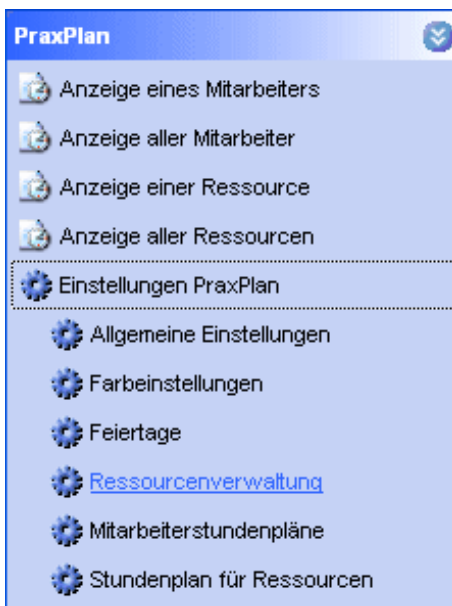 PraxPlan
Anzeige eines Mitarbeiters
Anzeige aller Mitarbeiter
Anzeige einer Ressource
Anzeige aller Ressourcen
Einstellungen PraxPlan
Allgemeine Einstellungen
Farbeinstellungen
Feiertage
Ressourcenverwaltung
Mitarbeiterstundenpläne
Stundenplan für Ressourcen